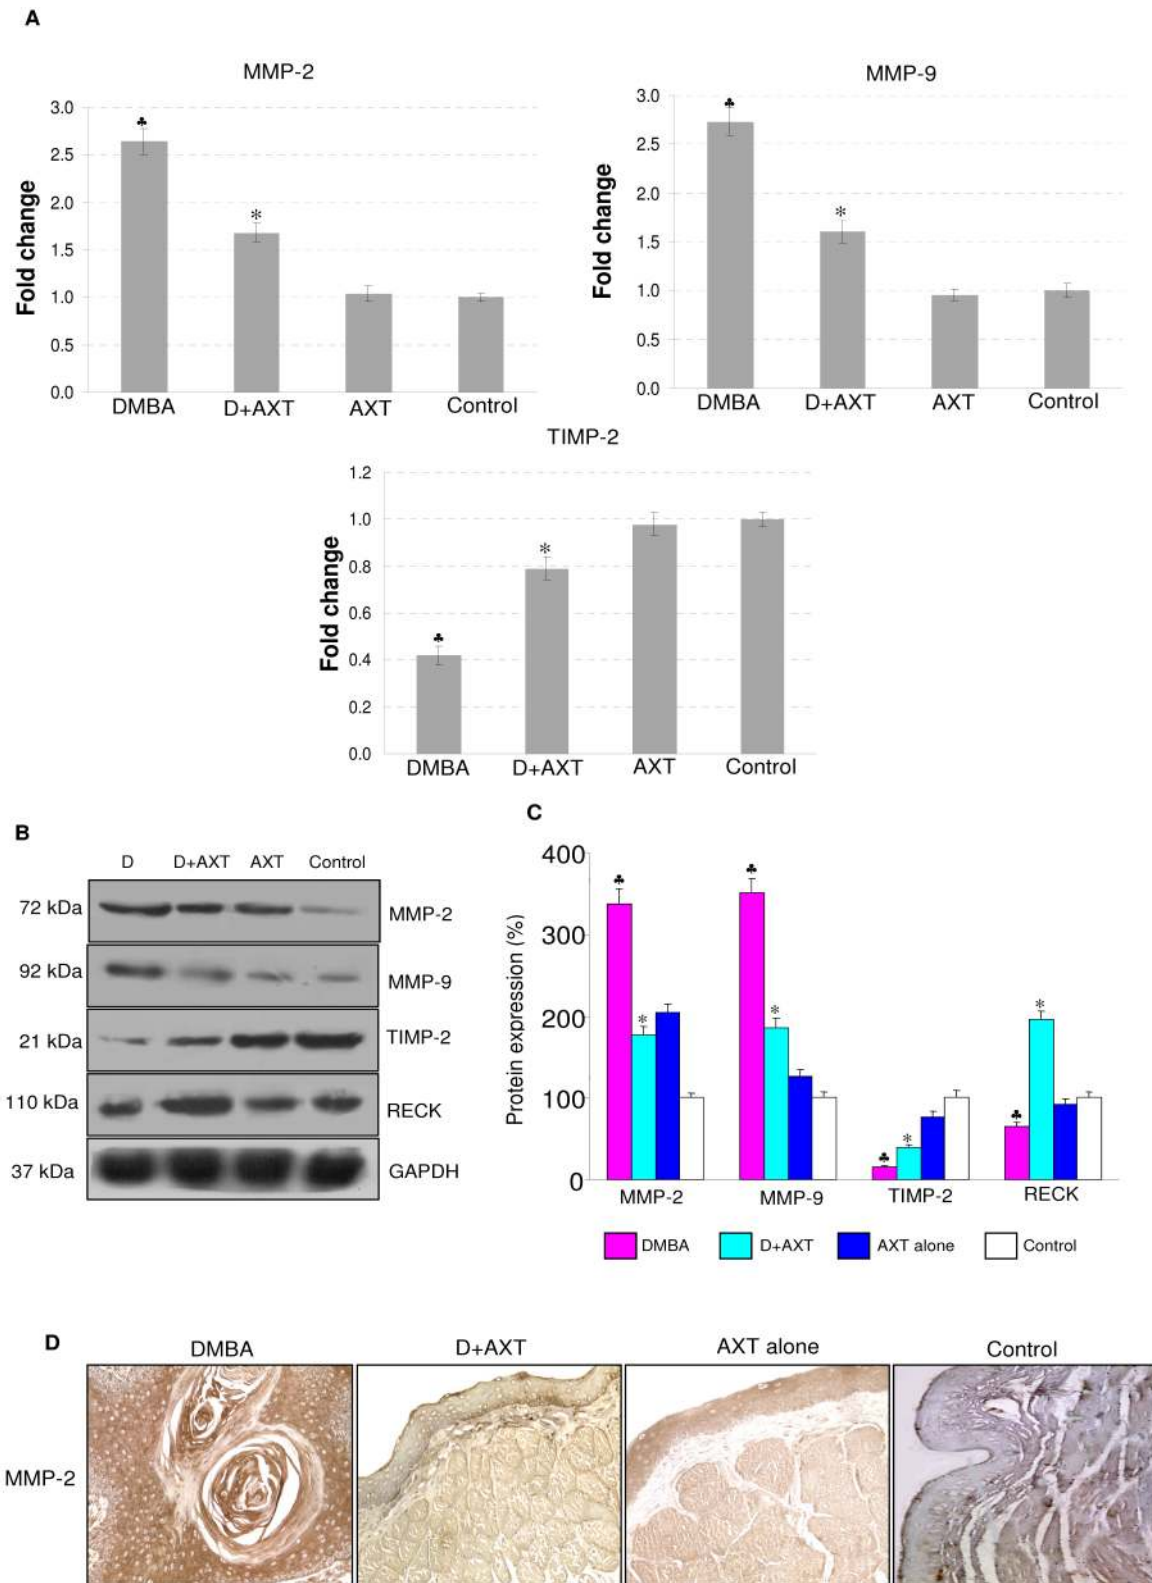 A
MMP-2
3.0
2.5
2.0
1.5
1.0
0.5
0.0
Fold change
♣
*
DMBA D+AXT AXT Control
MMP-9
3.0
2.5
2.0
1.5
1.0
0.5
0.0
Fold change
♣
*
DMBA D+AXT AXT Control
TIMP-2
1.2
1.0
0.8
0.6
0.4
0.2
0.0
Fold change
♣
*
DMBA D+AXT AXT Control
B
D D+AXT AXT Control
72 kDa MMP-2
92 kDa MMP-9
21 kDa TIMP-2
110 kDa RECK
37 kDa GAPDH
C
400
300
200
100
0
Protein expression (%)
♣ * ♣ * ♣ * ♣ *
MMP-2 MMP-9 TIMP-2 RECK
DMBA D+AXT AXT alone Control
D
DMBA D+AXT AXT alone Control
MMP-2